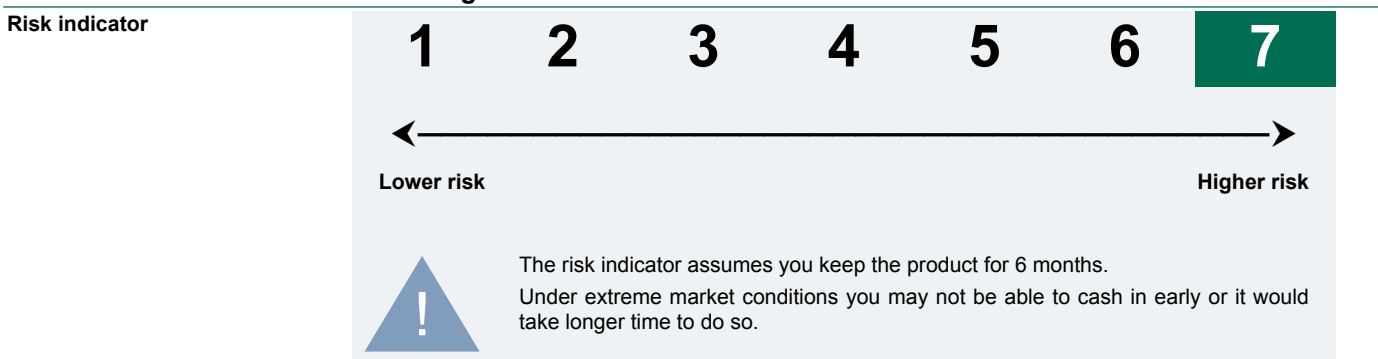 Risk indicator
1 2 3 4 5 6 7
Lower risk Higher risk
!
The risk indicator assumes you keep the product for 6 months.
Under extreme market conditions you may not be able to cash in early or it would
take longer time to do so.